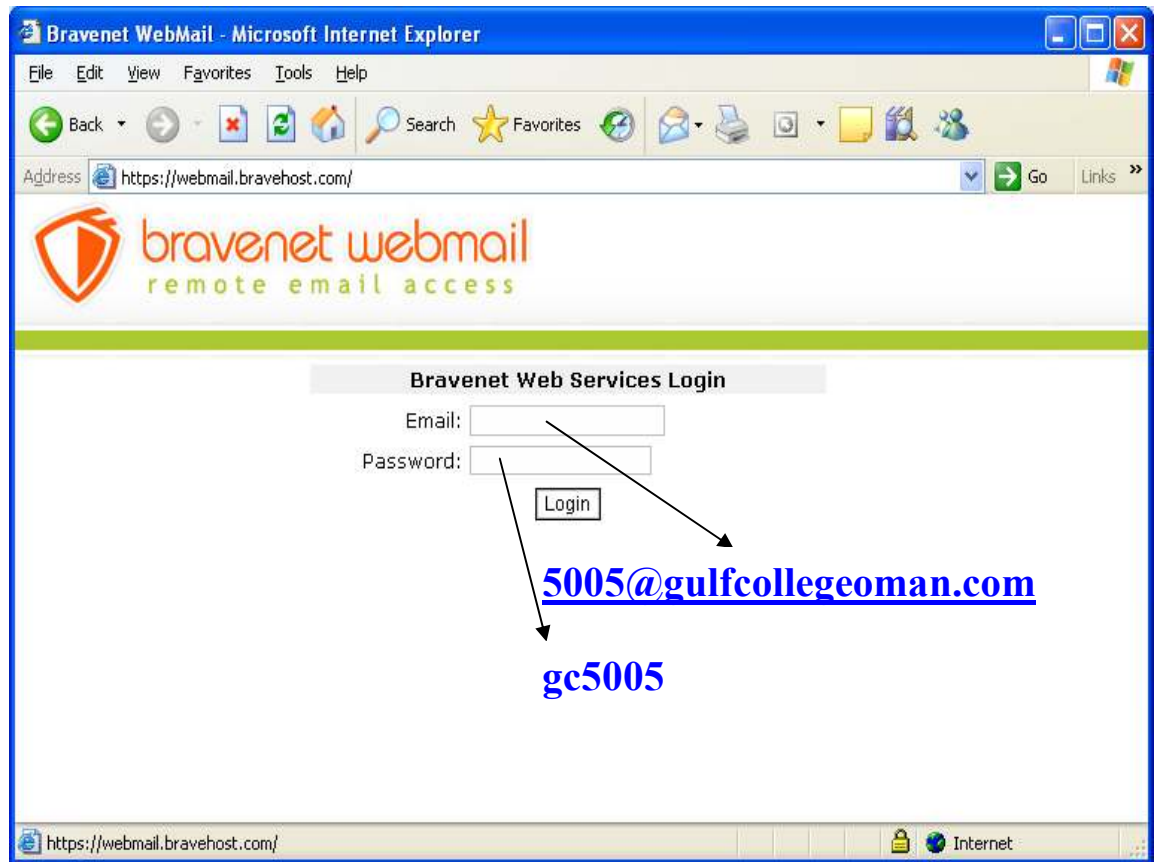 Bravenet WebMail - Microsoft Internet Explorer
File Edit View Favorites Tools Help
Back Search Favorites
Address https://webmail.bravehost.com/ Go Links »
bravenet webmail
remote email access
Bravenet Web Services Login
Email:
Password:
Login
5005@gulfcollegeoman.com
gc5005
https://webmail.bravehost.com/ Internet